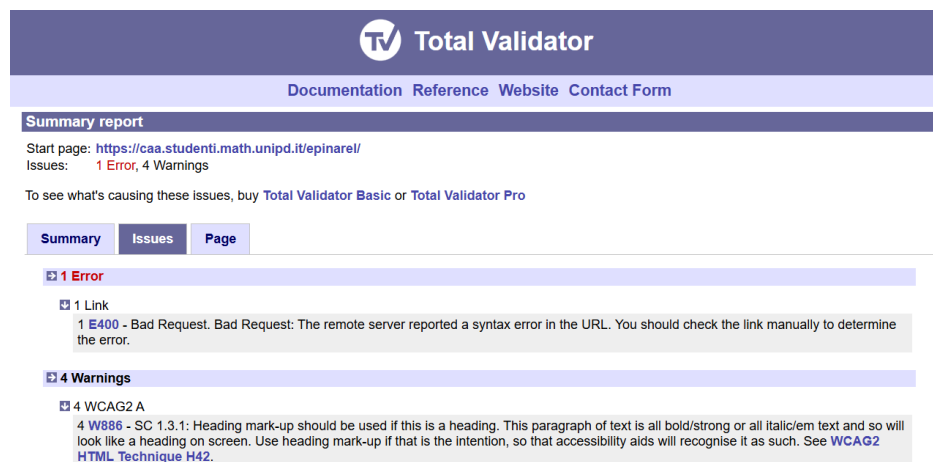 TV Total Validator
Documentation Reference Website Contact Form
Summary report
Start page: https://caa.studenti.math.unipd.it/epinarel/
Issues: 1 Error, 4 Warnings
To see what's causing these issues, buy Total Validator Basic or Total Validator Pro
Summary Issues Page
1 Error
1 Link
1 E400 - Bad Request. Bad Request: The remote server reported a syntax error in the URL. You should check the link manually to determine
the error.
4 Warnings
4 WCAG2 A
4 W886 - SC 1.3.1: Heading mark-up should be used if this is a heading. This paragraph of text is all bold/strong or all italic/em text and so will
look like a heading on screen. Use heading mark-up if that is the intention, so that accessibility aids will recognise it as such. See WCAG2
HTML Technique H42.